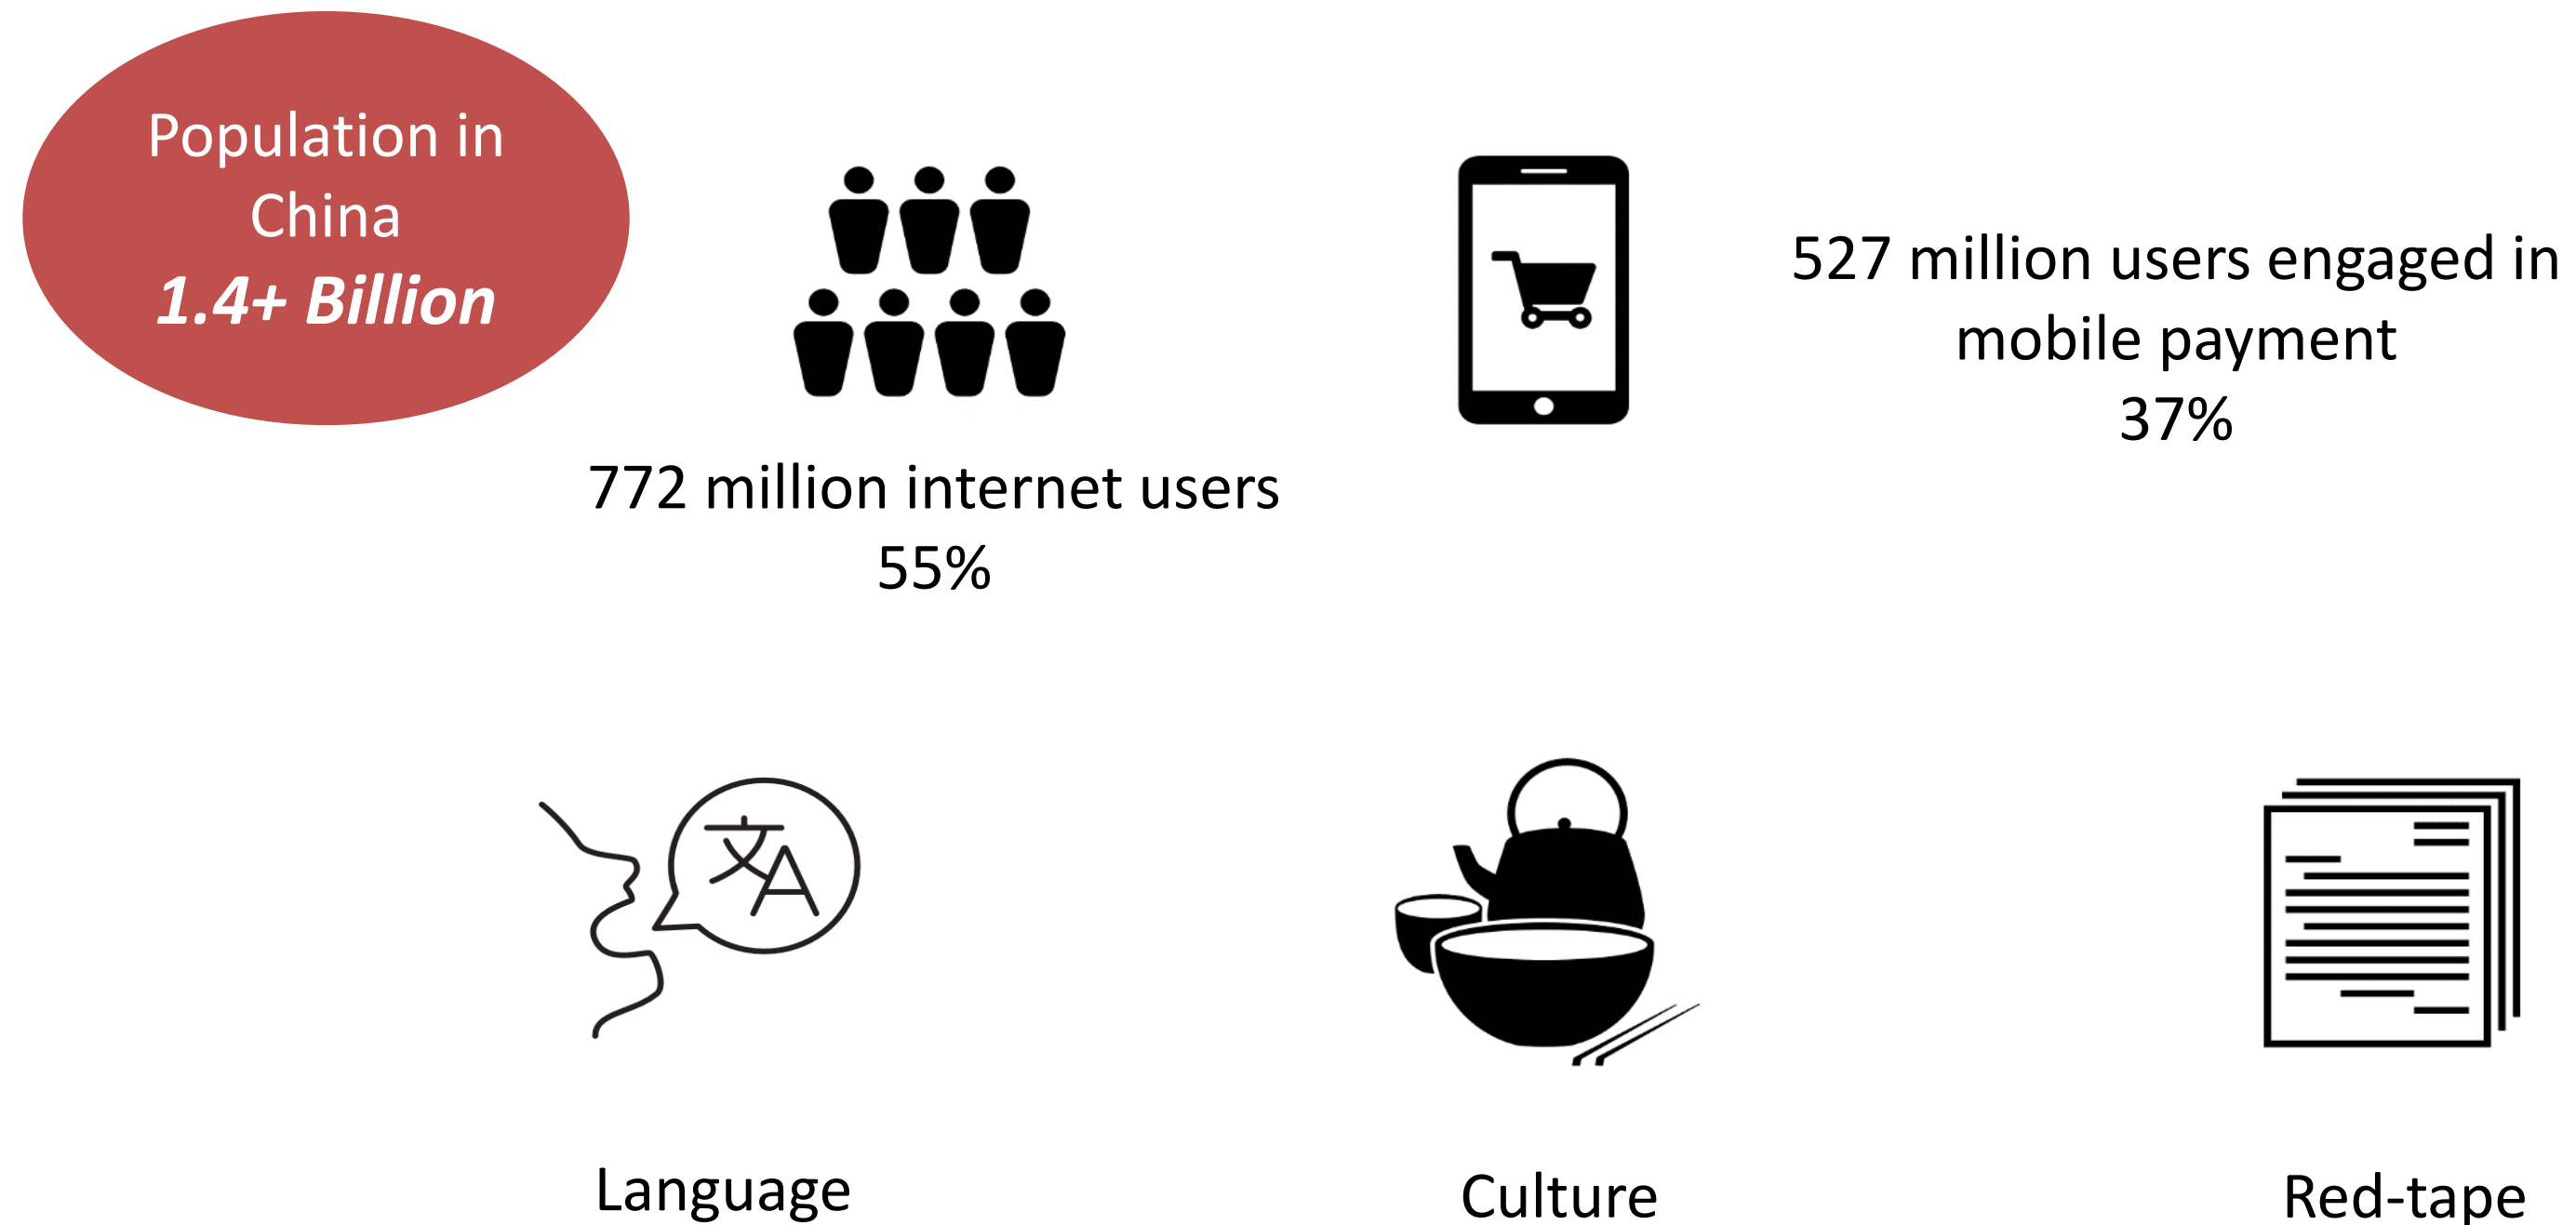 Population in
China
1.4+ Billion
772 million internet users
55%
527 million users engaged in
mobile payment
37%
文A
Language
Culture
Red-tape